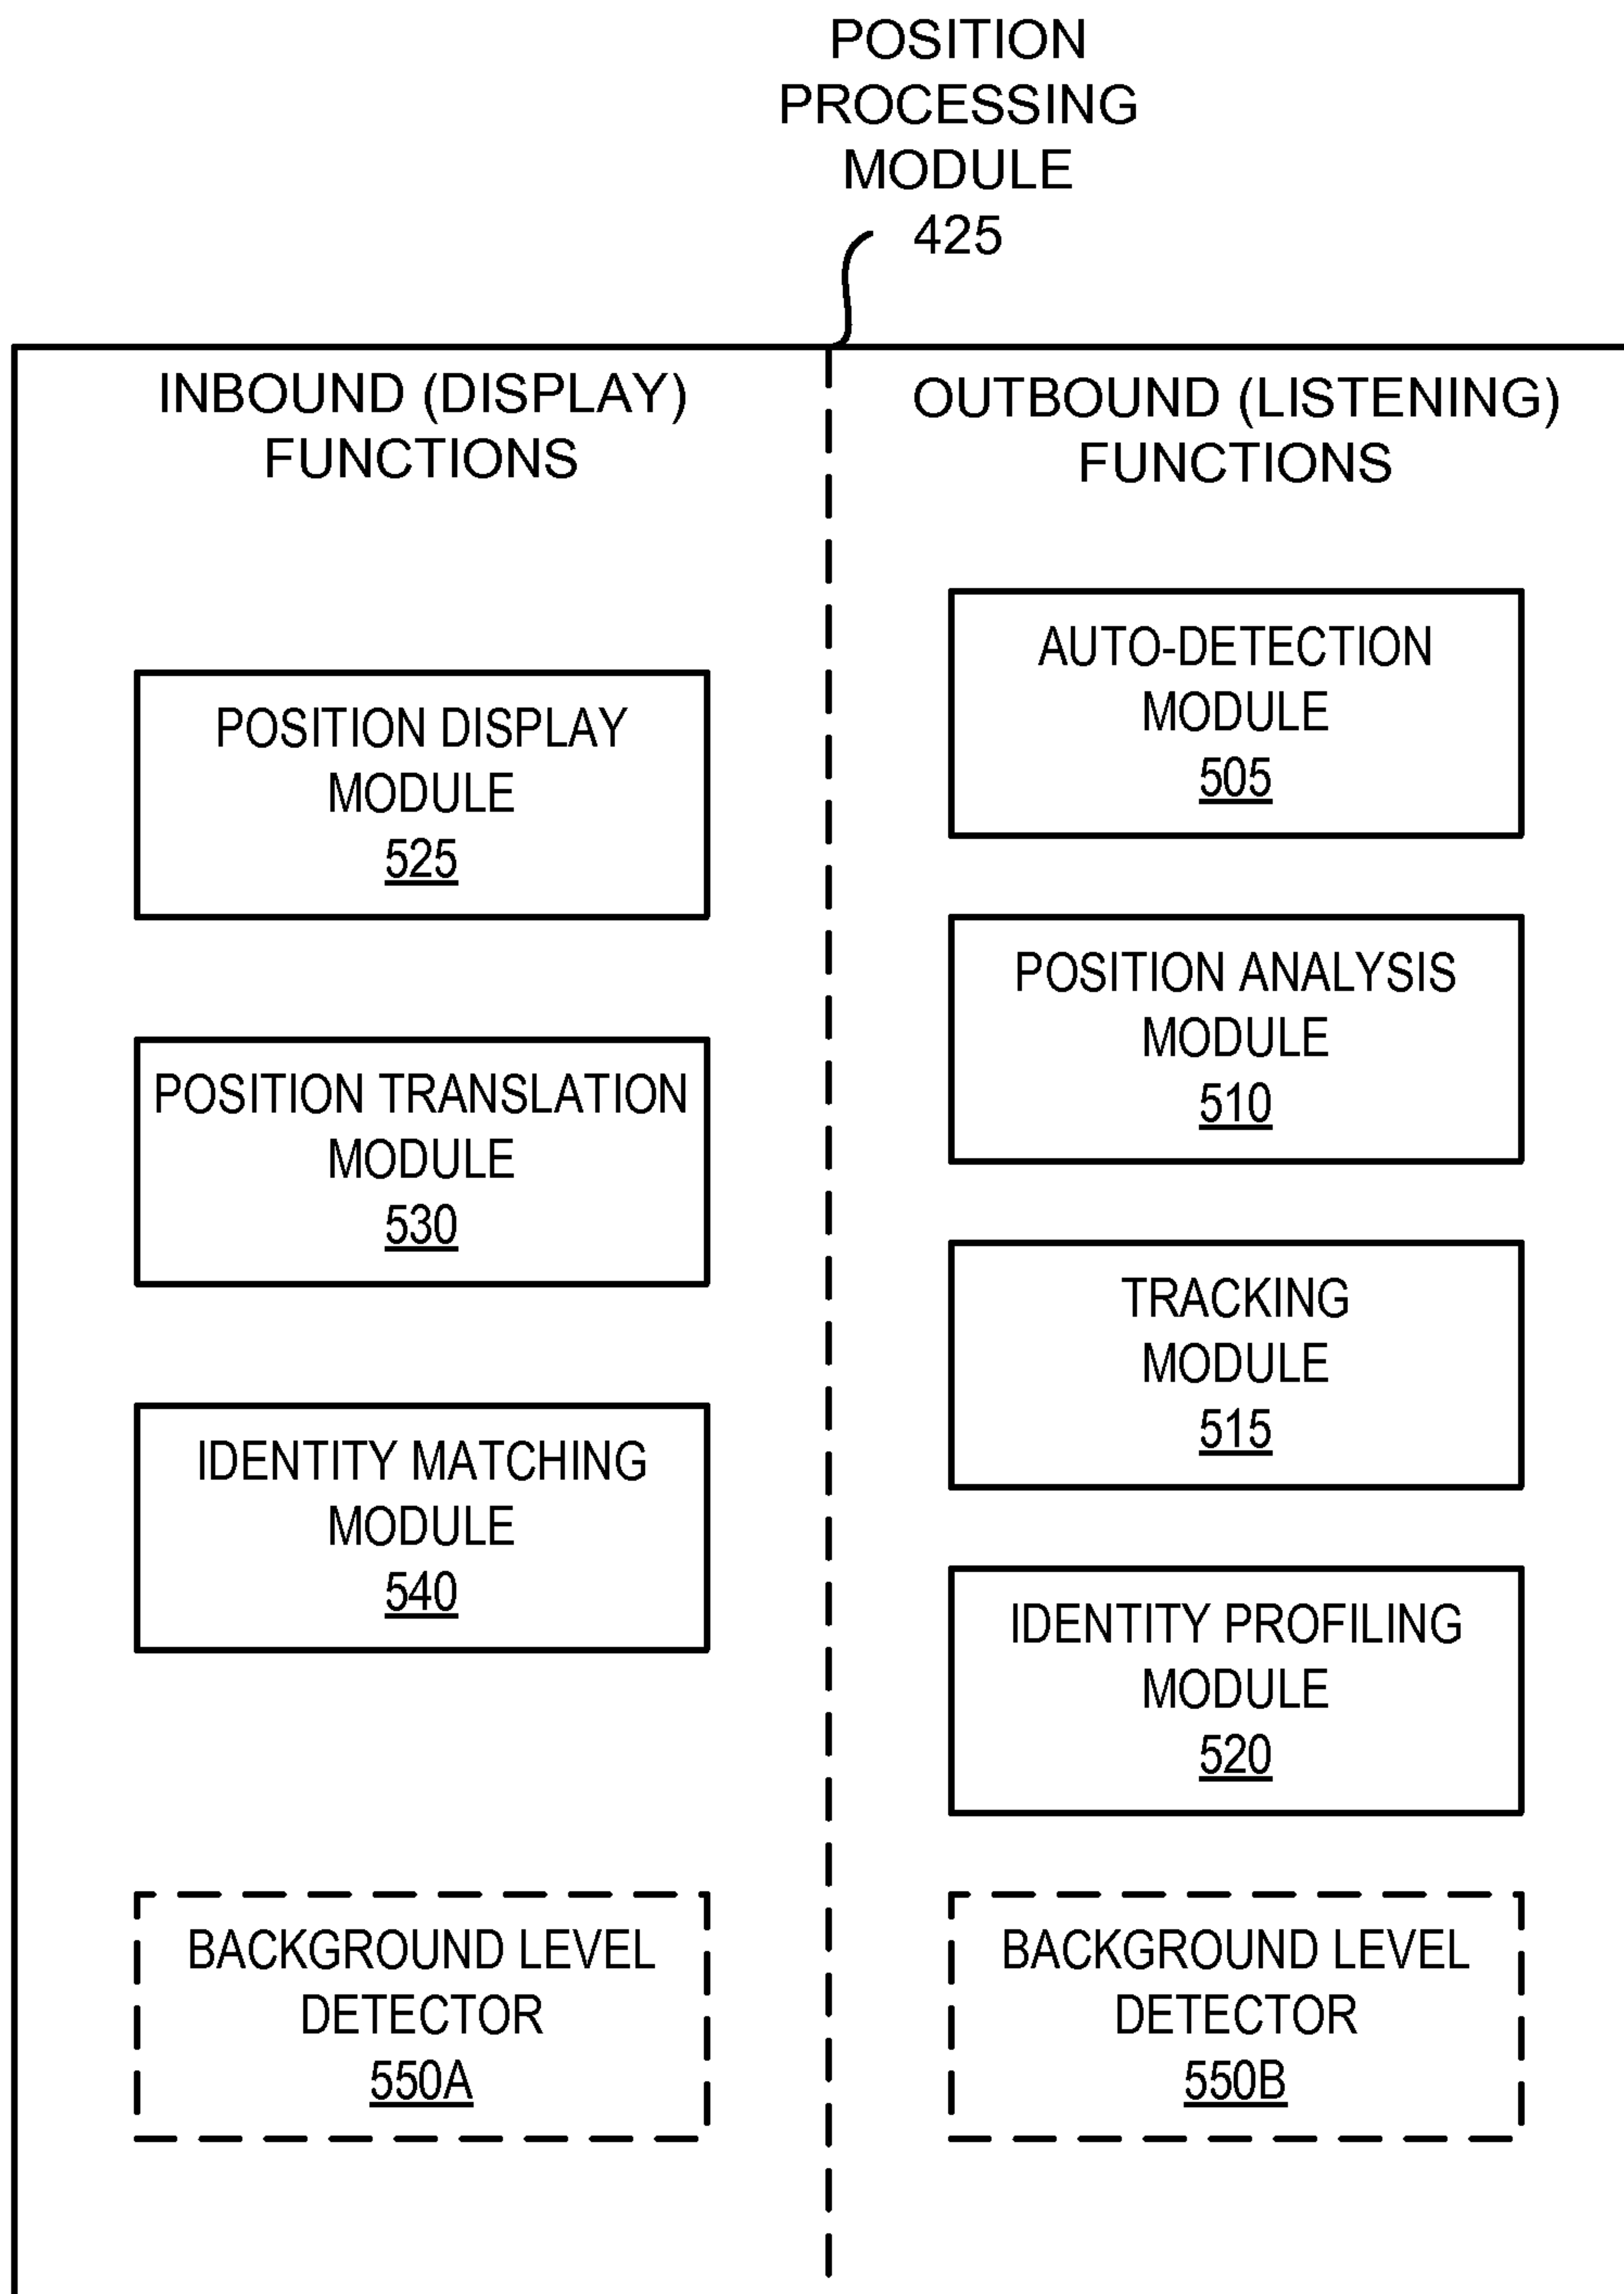 POSITION
PROCESSING
MODULE
425
INBOUND (DISPLAY)
FUNCTIONS
POSITION DISPLAY
MODULE
525
POSITION TRANSLATION
MODULE
530
IDENTITY MATCHING
MODULE
540
BACKGROUND LEVEL
DETECTOR
550A
OUTBOUND (LISTENING)
FUNCTIONS
AUTO-DETECTION
MODULE
505
POSITION ANALYSIS
MODULE
510
TRACKING
MODULE
515
IDENTITY PROFILING
MODULE
520
BACKGROUND LEVEL
DETECTOR
550B